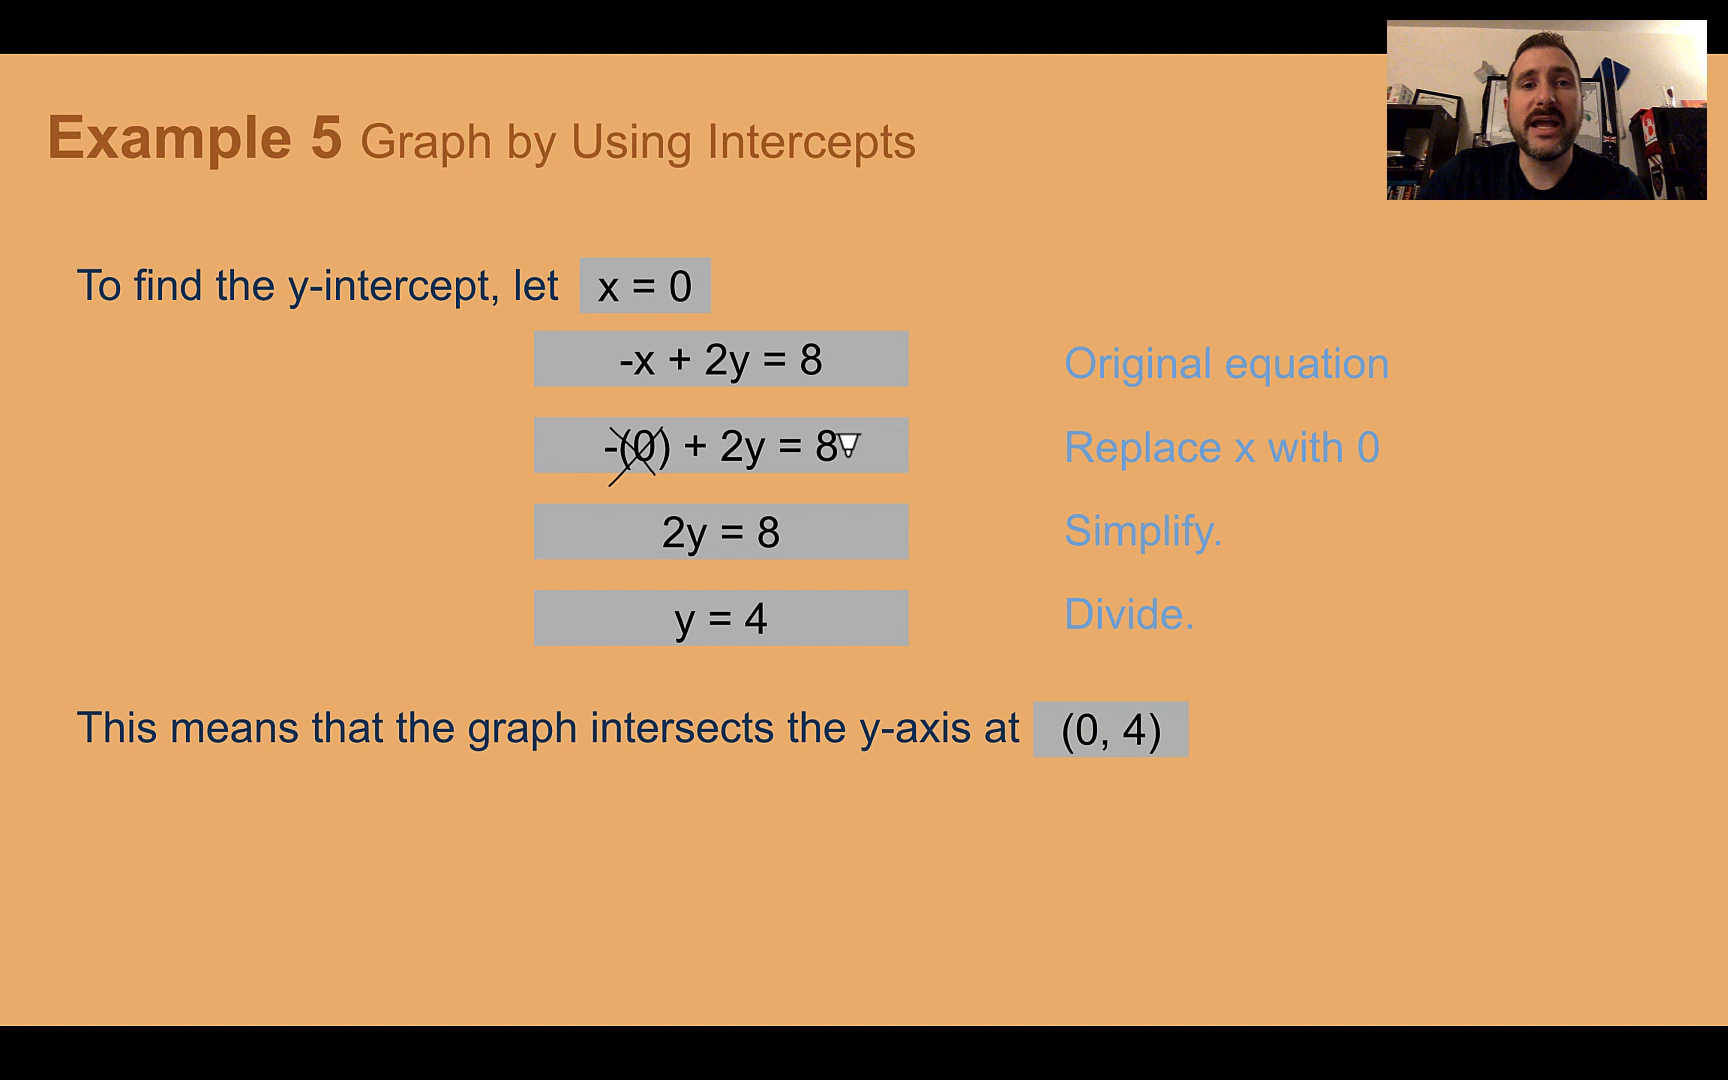 Example 5 Graph by Using Intercepts
To find the y-intercept, let x = 0
-x + 2y = 8 Original equation
-(0) + 2y = 8 Replace x with 0
2y = 8 Simplify.
y = 4 Divide.
This means that the graph intersects the y-axis at (0, 4)